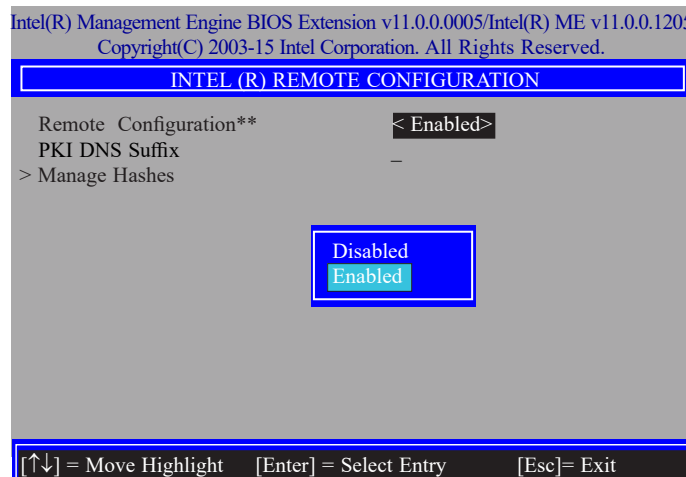 Intel(R) Management Engine BIOS Extension v11.0.0.0005/Intel(R) ME v11.0.0.1205
Copyright(C) 2003-15 Intel Corporation. All Rights Reserved.
INTEL (R) REMOTE CONFIGURATION
Remote Configuration** < Enabled>
PKI DNS Suffix _
> Manage Hashes
Disabled
Enabled
[↑↓] = Move Highlight [Enter] = Select Entry [Esc]= Exit